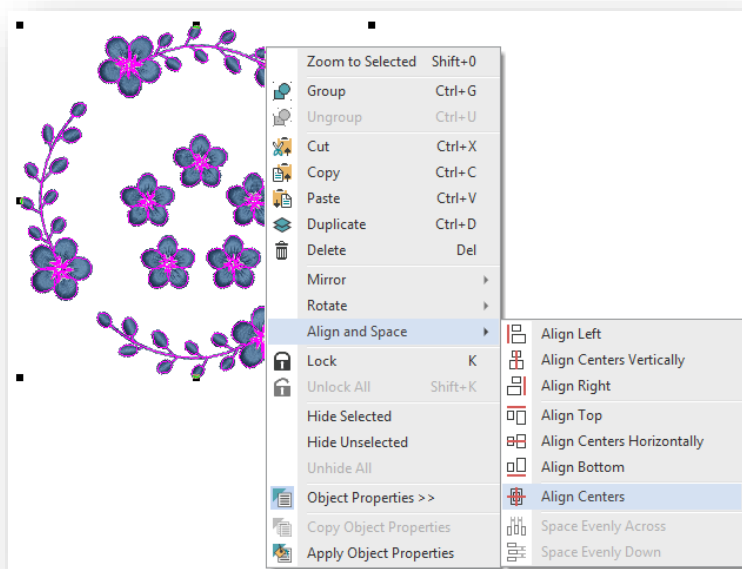 Zoom to Selected Shift+0
Group Ctrl+G
Ungroup Ctrl+U
Cut Ctrl+X
Copy Ctrl+C
Paste Ctrl+V
Duplicate Ctrl+D
Delete Del
Mirror
Rotate
Align and Space
Lock K
Unlock All Shift+K
Hide Selected
Hide Unselected
Unhide All
Object Properties >>
Copy Object Properties
Apply Object Properties
Align Left
Align Centers Vertically
Align Right
Align Top
Align Centers Horizontally
Align Bottom
Align Centers
Space Evenly Across
Space Evenly Down